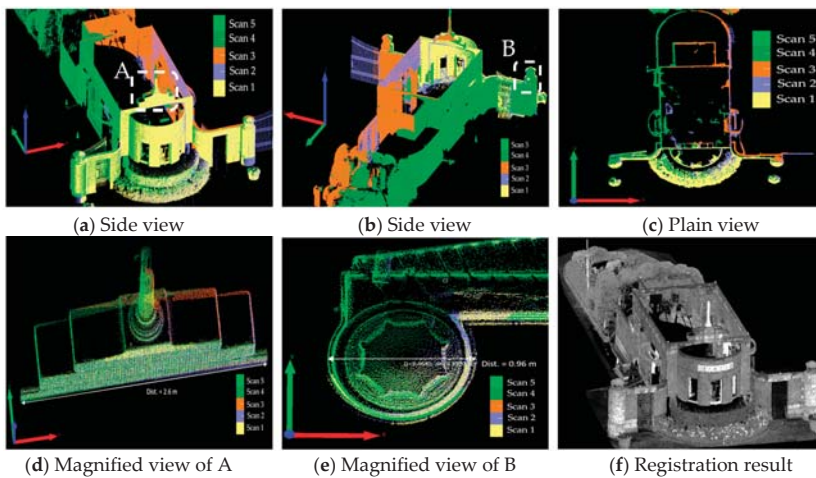 Scan 5
Scan 4
Scan 3
Scan 2
Scan 1
A
(a) Side view
B
Scan 5
Scan 4
Scan 3
Scan 2
Scan 1
(b) Side view
Scan 5
Scan 4
Scan 3
Scan 2
Scan 1
(c) Plain view
Dist. = 2.6 m
Scan 5
Scan 4
Scan 3
Scan 2
Scan 1
(d) Magnified view of A
Dist. = 0.96 m
Scan 5
Scan 4
Scan 3
Scan 2
Scan 1
(e) Magnified view of B
(f) Registration result